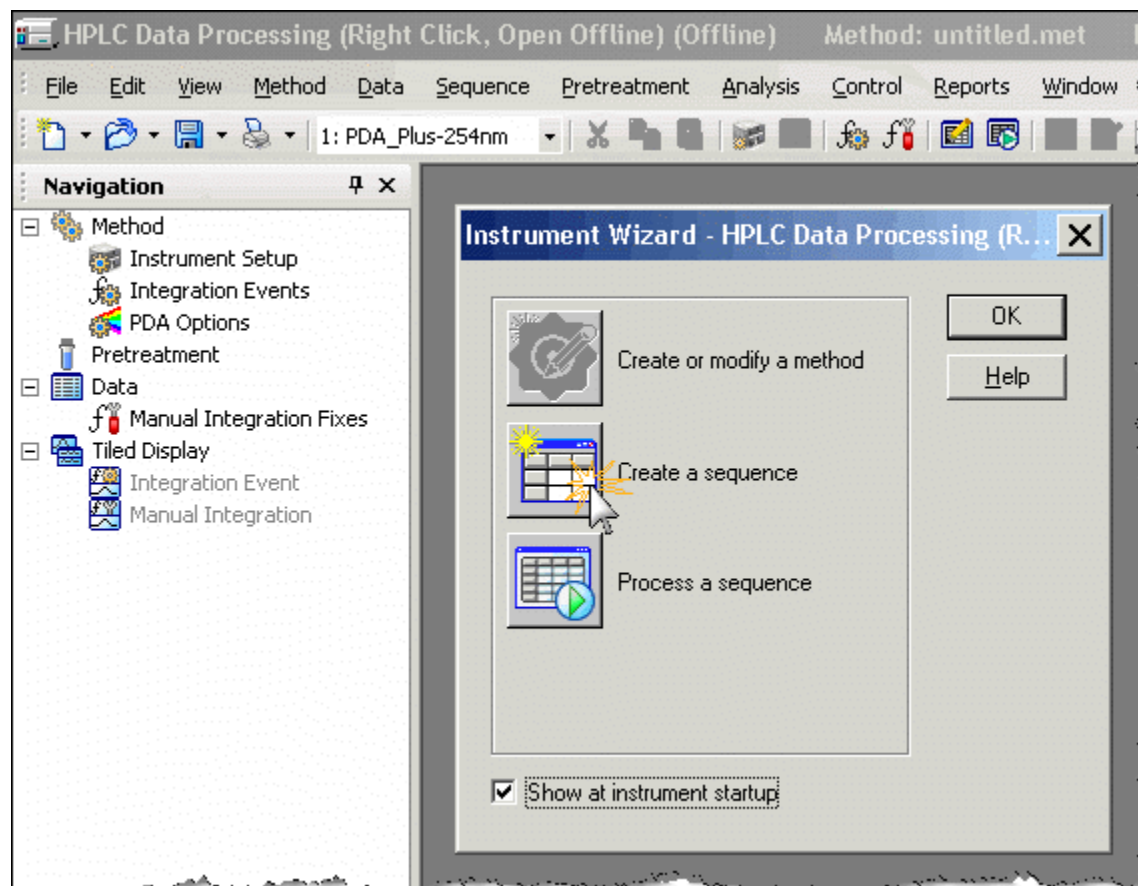 HPLC Data Processing (Right Click, Open Offline) (Offline) Method: untitled.met
File Edit View Method Data Sequence Pretreatment Analysis Control Reports Window
1: PDA_Plus-254nm
Navigation
Method
Instrument Setup
Integration Events
PDA Options
Pretreatment
Data
Manual Integration Fixes
Tiled Display
Integration Event
Manual Integration
Instrument Wizard - HPLC Data Processing (R...
Create or modify a method
Create a sequence
Process a sequence
OK
Help
Show at instrument startup